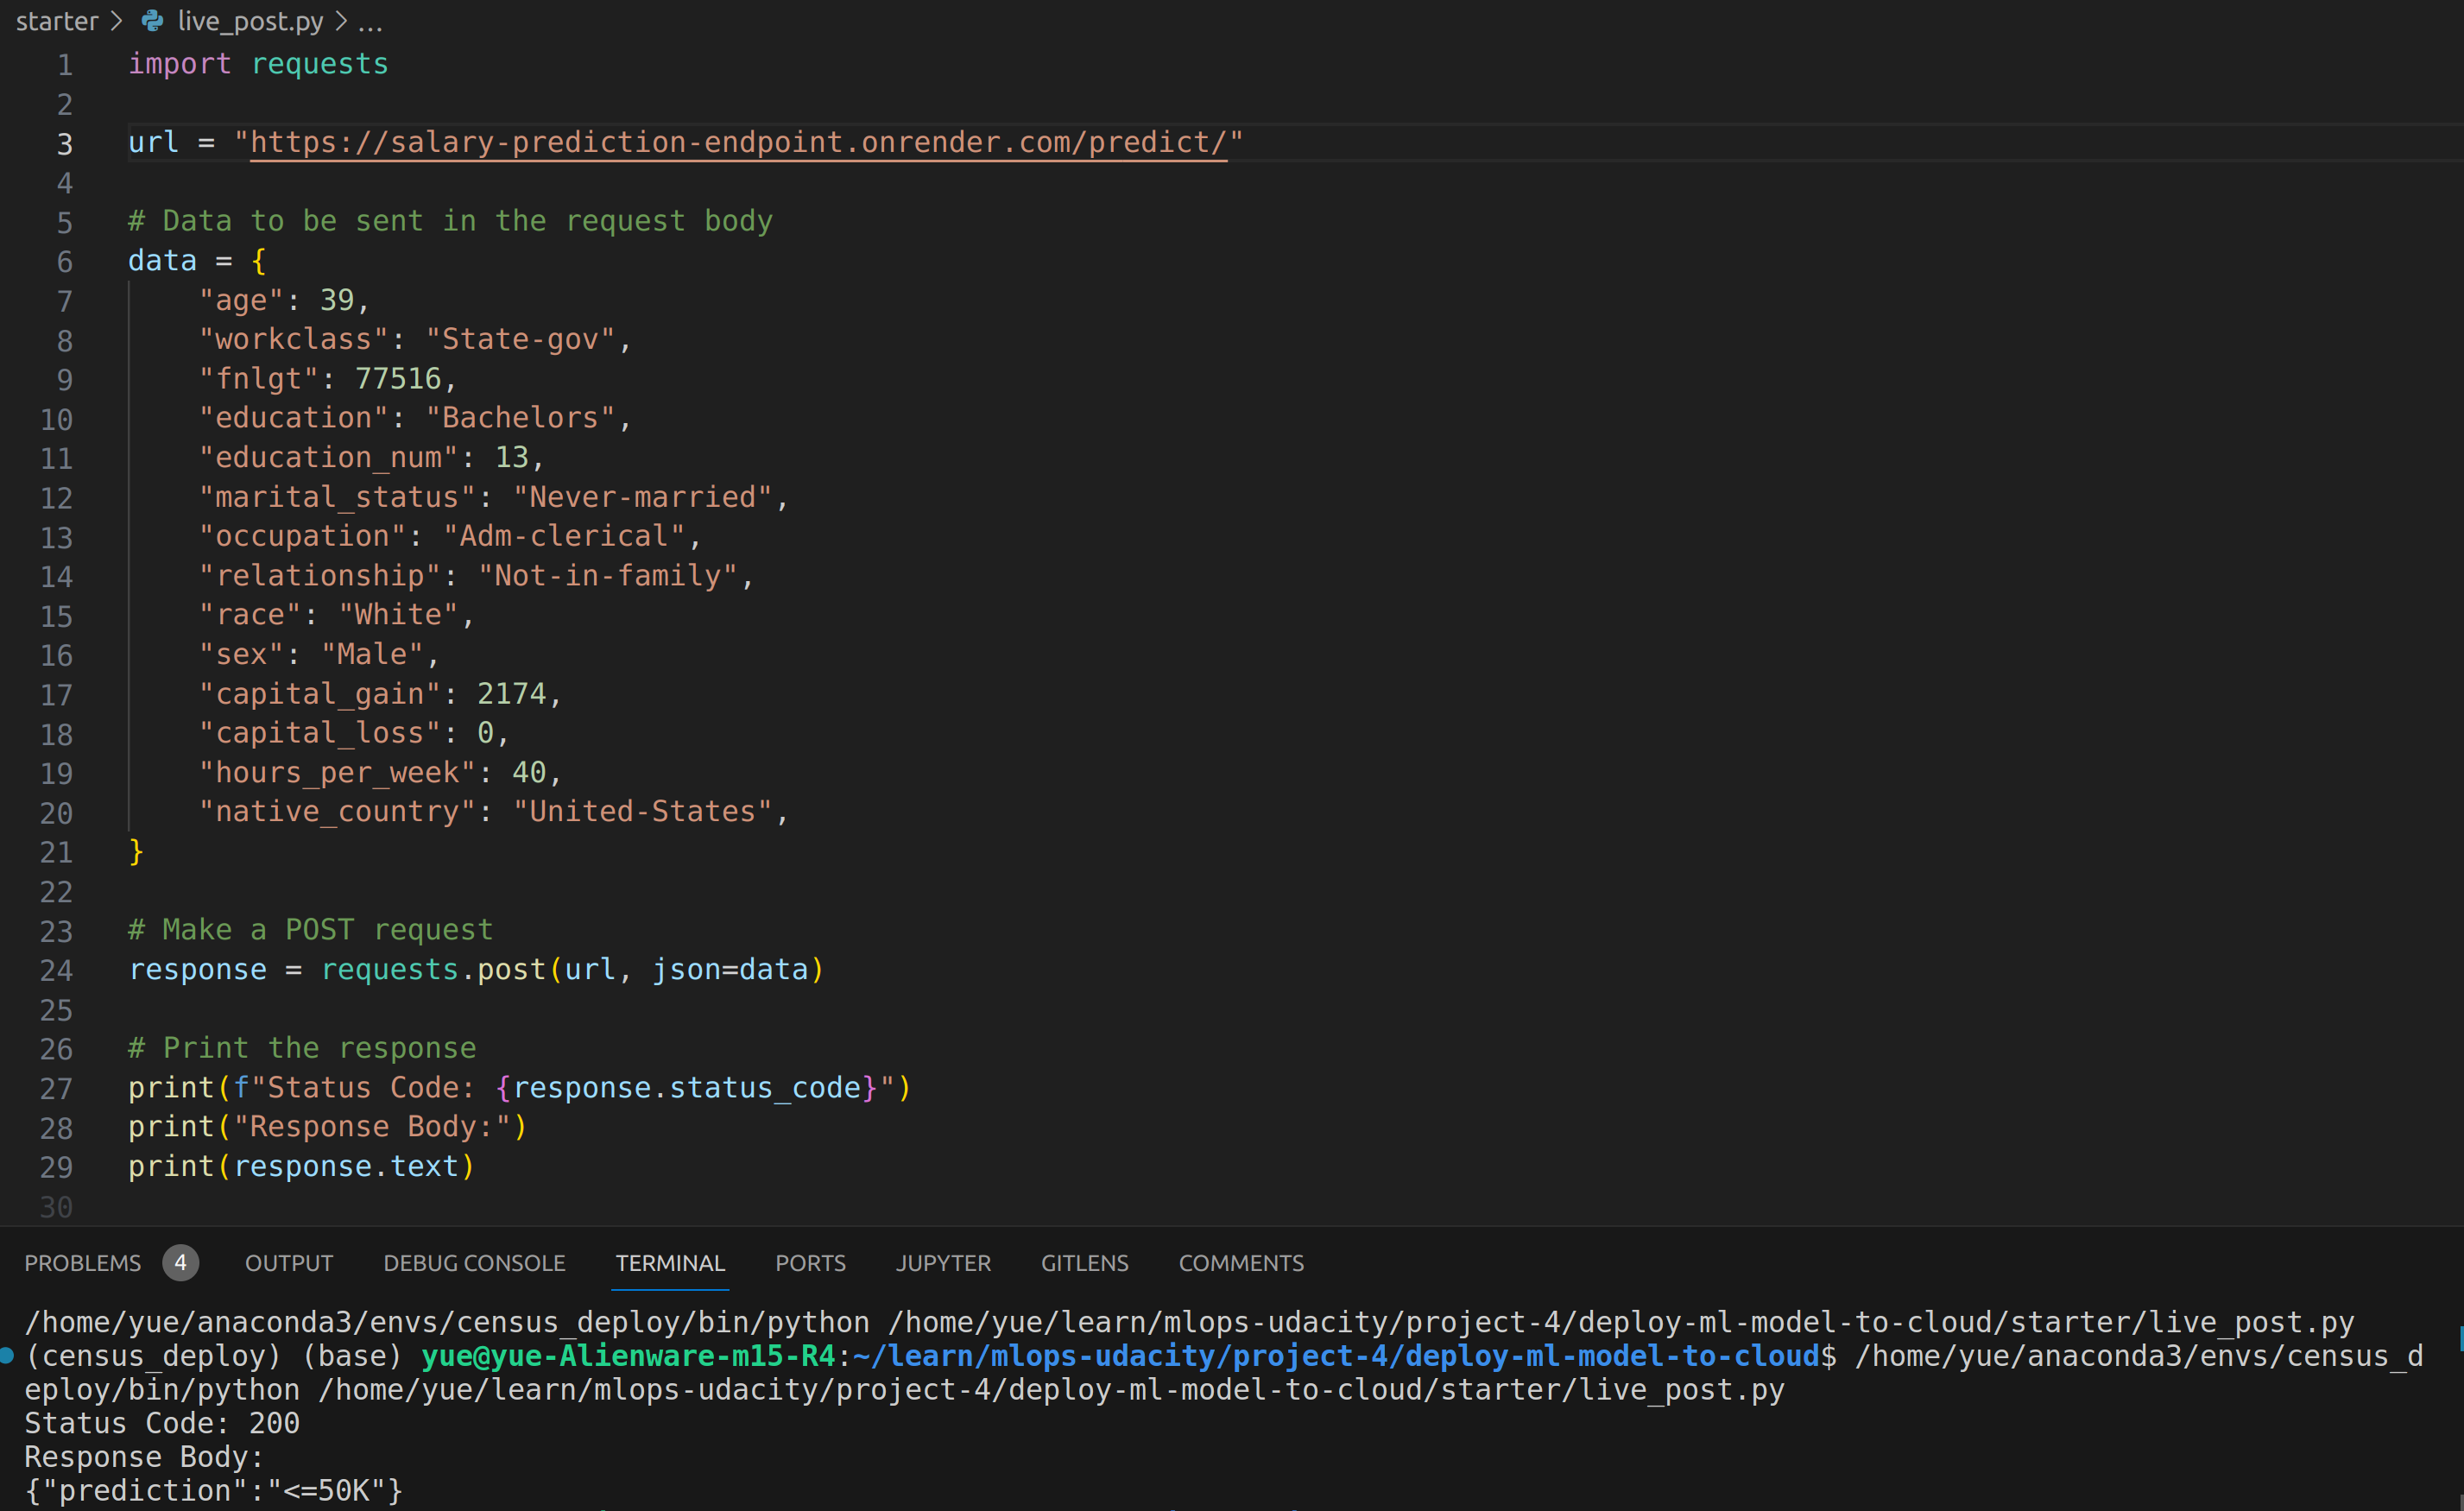 starter > live_post.py > ...
1 import requests
2
3 url = "https://salary-prediction-endpoint.onrender.com/predict/"
4
5 # Data to be sent in the request body
6 data = {
7     "age": 39,
8     "workclass": "State-gov",
9     "fnlgt": 77516,
10     "education": "Bachelors",
11     "education_num": 13,
12     "marital_status": "Never-married",
13     "occupation": "Adm-clerical",
14     "relationship": "Not-in-family",
15     "race": "White",
16     "sex": "Male",
17     "capital_gain": 2174,
18     "capital_loss": 0,
19     "hours_per_week": 40,
20     "native_country": "United-States",
21 }
22
23 # Make a POST request
24 response = requests.post(url, json=data)
25
26 # Print the response
27 print(f"Status Code: {response.status_code}")
28 print("Response Body:")
29 print(response.text)
30
PROBLEMS 4 OUTPUT DEBUG CONSOLE TERMINAL PORTS JUPYTER GITLENS COMMENTS
/home/yue/anaconda3/envs/census_deploy/bin/python /home/yue/learn/mlops-udacity/project-4/deploy-ml-model-to-cloud/starter/live_post.py
(census_deploy) (base) yue@yue-Alienware-m15-R4:~/learn/mlops-udacity/project-4/deploy-ml-model-to-cloud$ /home/yue/anaconda3/envs/census_d
eploy/bin/python /home/yue/learn/mlops-udacity/project-4/deploy-ml-model-to-cloud/starter/live_post.py
Status Code: 200
Response Body:
{"prediction":"<=50K"}